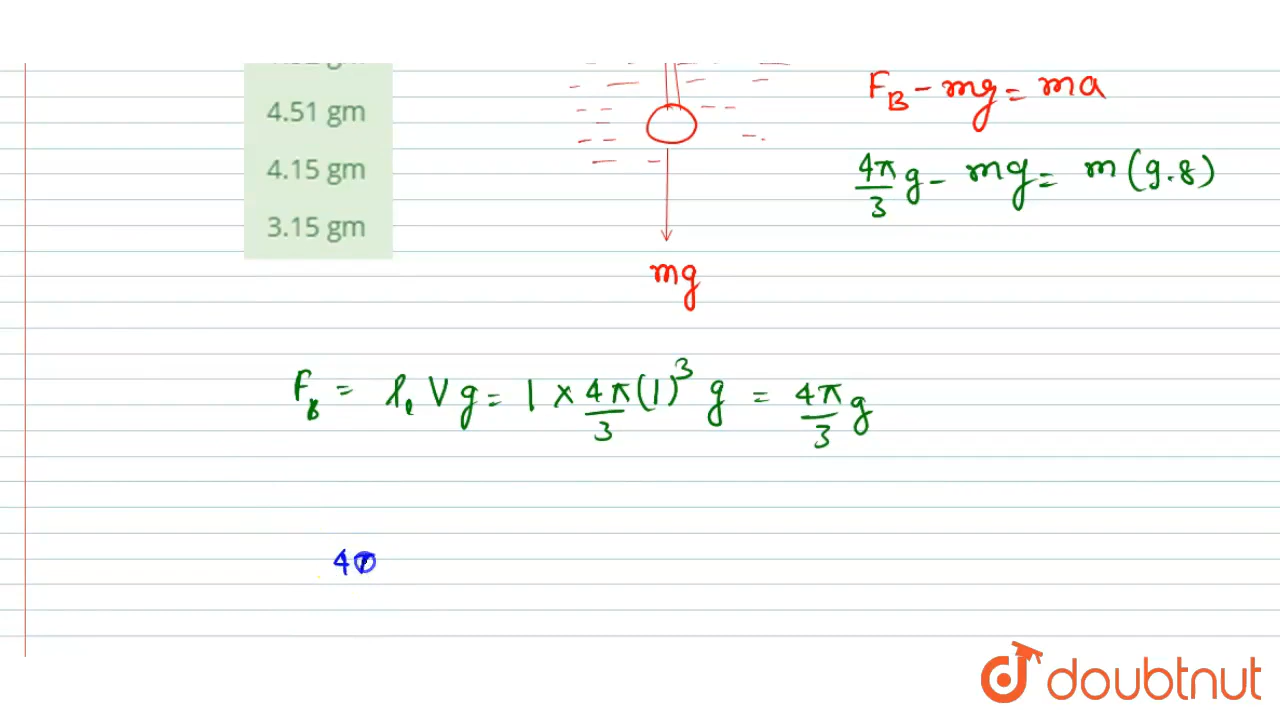 4.51 gm
4.15 gm
3.15 gm
F_B - mg = ma
4π/3 g - mg = m(9.8)
mg
F_B = ρ_l V g = 1 × 4π/3 (1)^3 g = 4π/3 g
4π
doubtnut